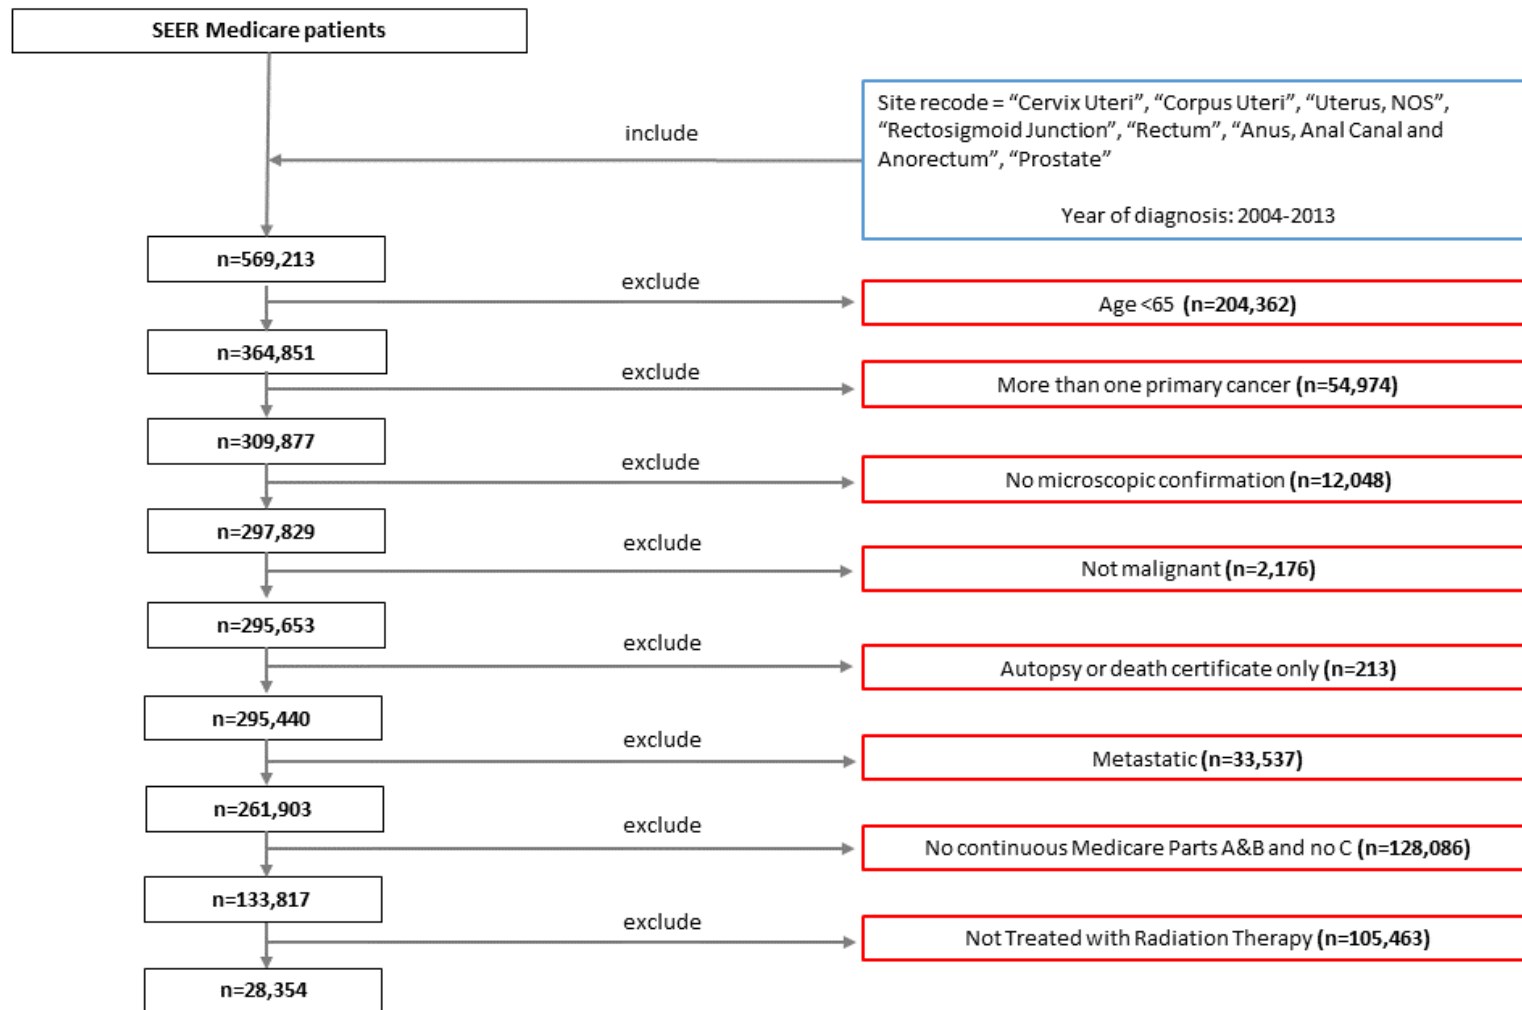 SEER Medicare patients
Site recode = “Cervix Uteri”, “Corpus Uteri”, “Uterus, NOS”,
“Rectosigmoid Junction”, “Rectum”, “Anus, Anal Canal and
Anorectum”, “Prostate”
Year of diagnosis: 2004-2013
include
n=569,213
exclude
Age <65 (n=204,362)
n=364,851
exclude
More than one primary cancer (n=54,974)
n=309,877
exclude
No microscopic confirmation (n=12,048)
n=297,829
exclude
Not malignant (n=2,176)
n=295,653
exclude
Autopsy or death certificate only (n=213)
n=295,440
exclude
Metastatic (n=33,537)
n=261,903
exclude
No continuous Medicare Parts A&B and no C (n=128,086)
n=133,817
exclude
Not Treated with Radiation Therapy (n=105,463)
n=28,354